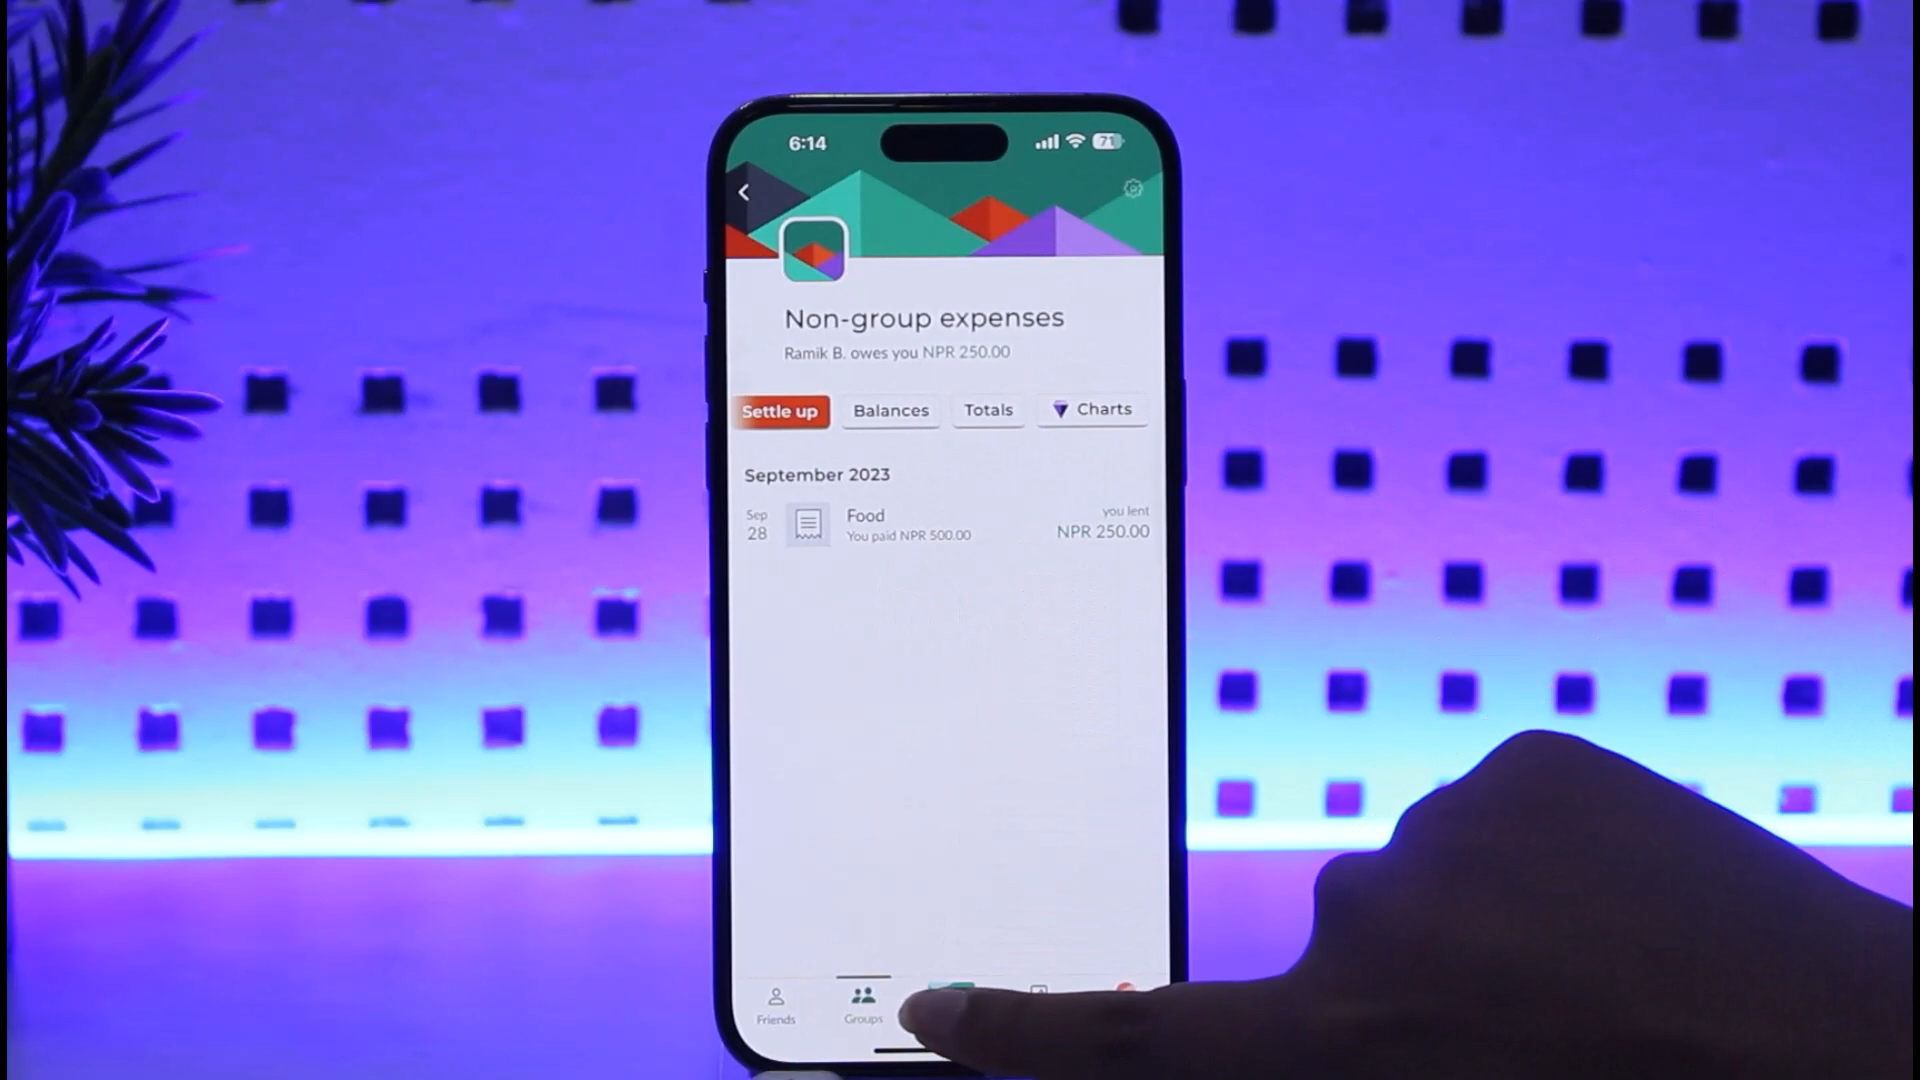 6:14
71
Non-group expenses
Ramik B. owes you NPR 250.00
Settle up
Balances
Totals
Charts
September 2023
Sep
28
Food
You paid NPR 500.00
you lent
NPR 250.00
Friends
Groups